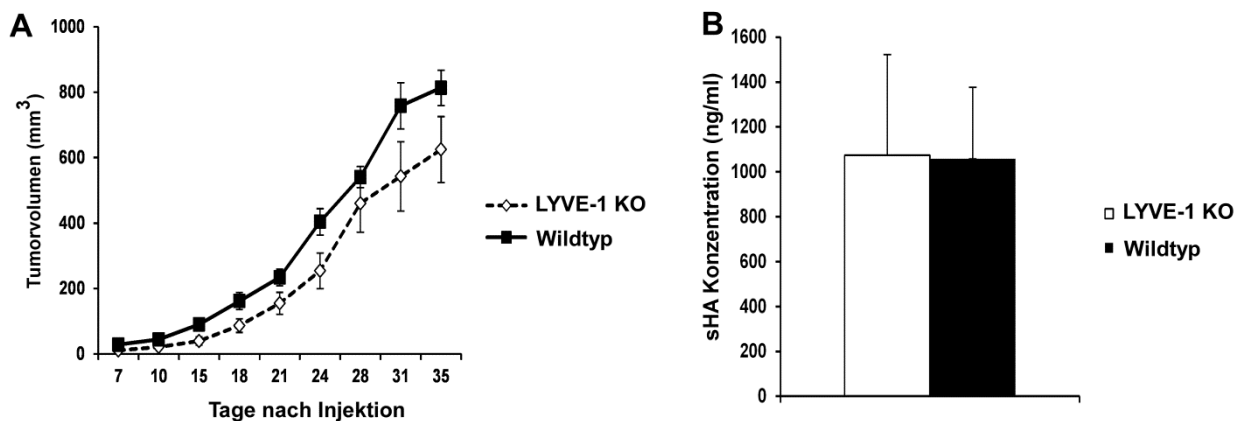 A
Tumorvolumen (mm³)
1000
800
600
400
200
0
7 10 15 18 21 24 28 31 35
Tage nach Injektion
LYVE-1 KO
Wildtyp
B
sHA Konzentration (ng/ml)
1600
1400
1200
1000
800
600
400
200
0
LYVE-1 KO
Wildtyp